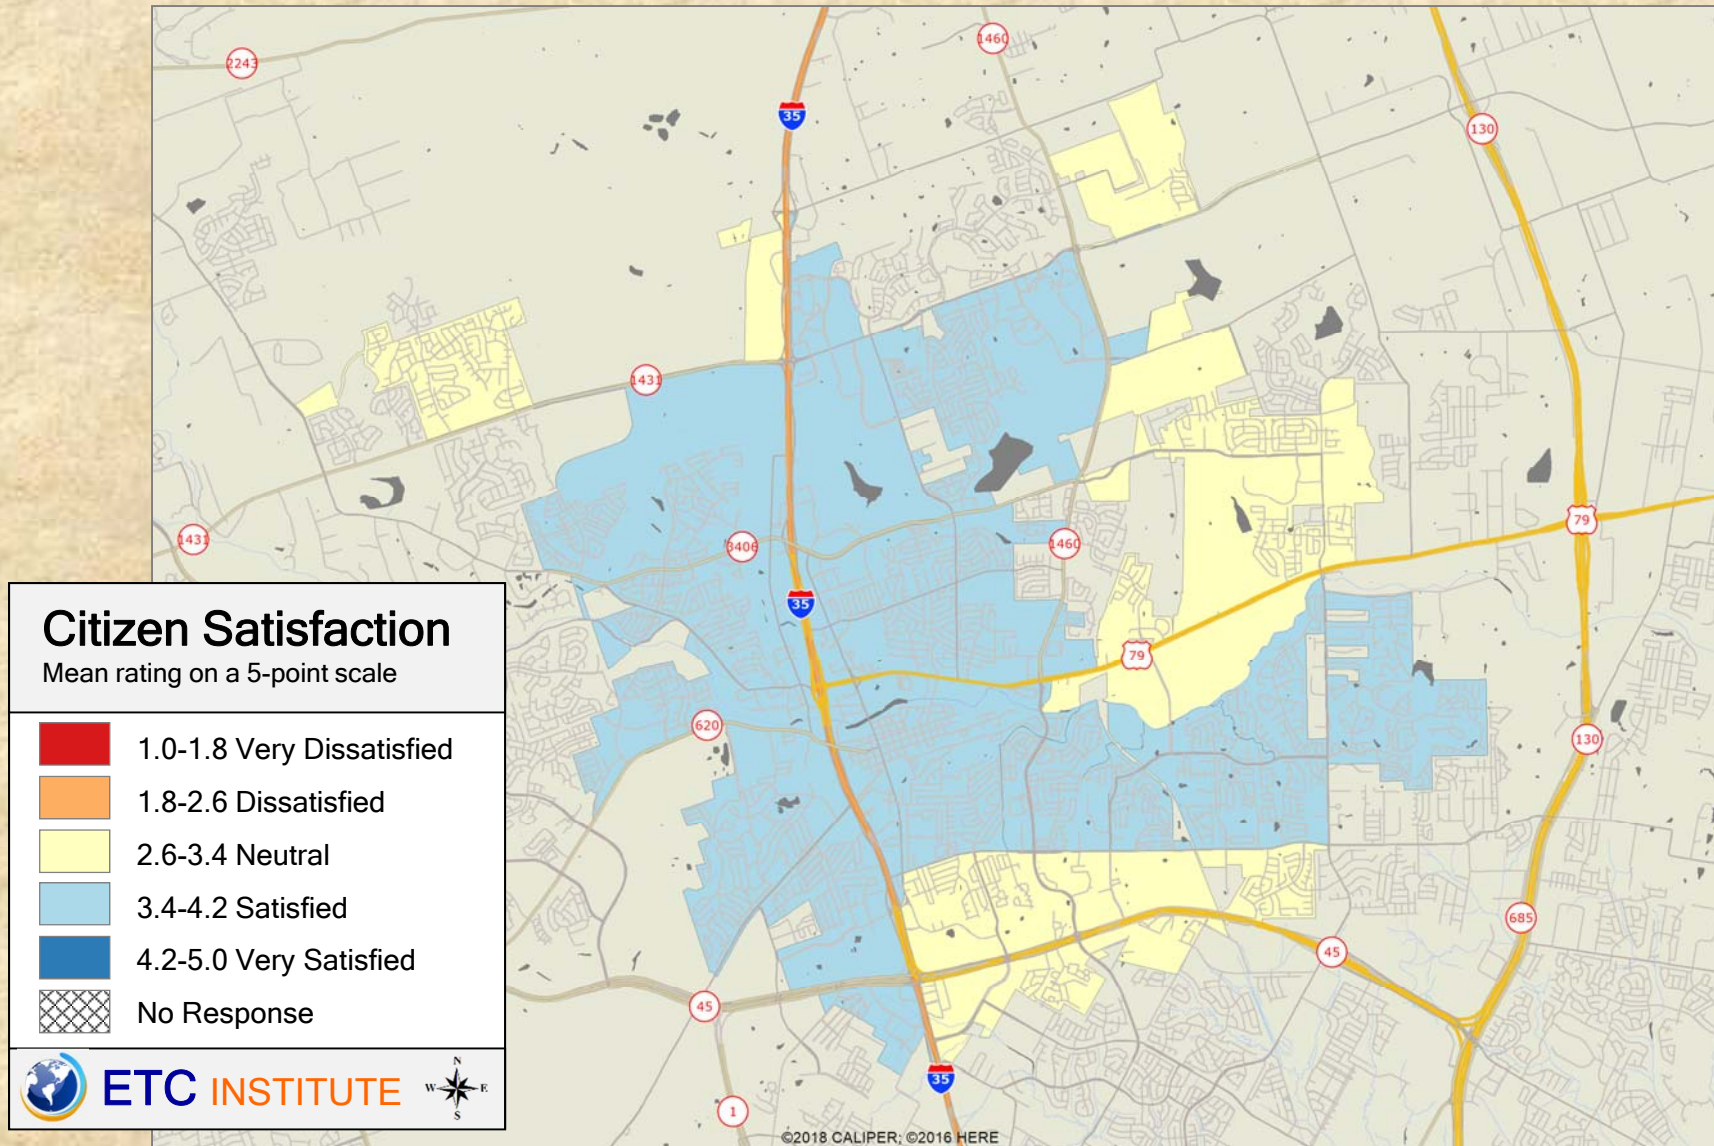 2243
1460
35
130
1431
1431
3406
1460
79
35
79
620
130
685
45
45
35
1
Citizen Satisfaction
Mean rating on a 5-point scale
1.0-1.8 Very Dissatisfied
1.8-2.6 Dissatisfied
2.6-3.4 Neutral
3.4-4.2 Satisfied
4.2-5.0 Very Satisfied
No Response
ETC INSTITUTE
N
W E
S
©2018 CALIPER; ©2016 HERE